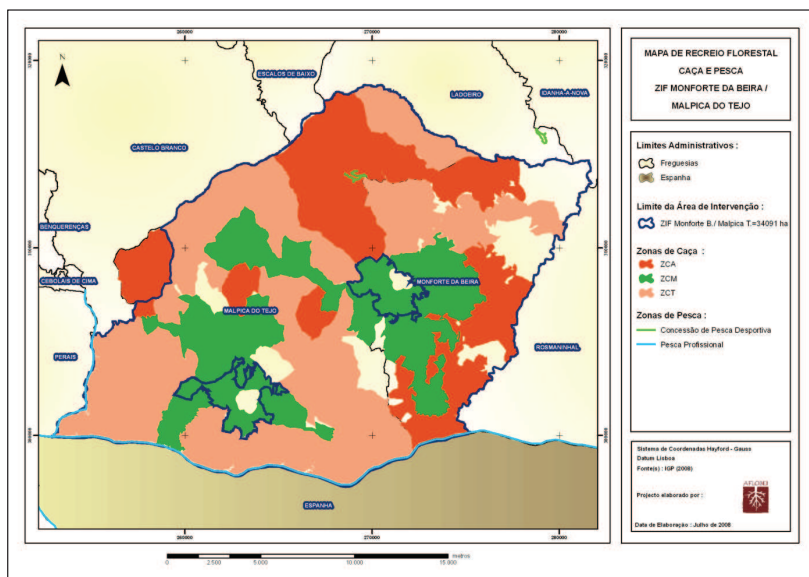 MAPA DE RECREIO FLORESTAL
CAÇA E PESCA
ZIF MONFORTE DA BEIRA /
MALPICA DO TEJO
Limites Administrativos :
Freguesias
Espanha
Limite da Área de Intervenção :
ZIF Monforte B./ Malpica T.=34091 ha
Zonas de Caça :
ZCA
ZCM
ZCT
Zonas de Pesca :
Concessão de Pesca Desportiva
Pesca Profissional
Sistema de Coordenadas Hayford - Gauss
Datum Lisboa
Fonte(s) : IGP (2008)
Projecto elaborado por :
AFLOBEI
Data de Elaboração : Julho de 2008
N
ESCALOS DE BAIXO
LADOEIRO
IDANHA-A-NOVA
CASTELO BRANCO
BENQUERENÇAS
CEBOLAIS DE CIMA
MONFORTE DA BEIRA
MALPICA DO TEJO
PERAIS
ROSMANINHAL
ESPANHA
270000
270000
0 2.500 5.000 10.000 15.000
metros